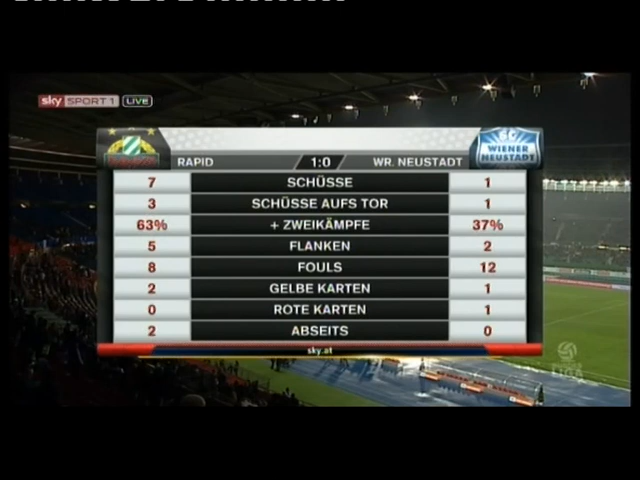 sky SPORT 1 LIVE
SC
WIENER
NEUSTADT
RAPID 1:0 WR. NEUSTADT
7 SCHÜSSE 1
3 SCHÜSSE AUFS TOR 1
63% + ZWEIKÄMPFE 37%
5 FLANKEN 2
8 FOULS 12
2 GELBE KARTEN 1
0 ROTE KARTEN 1
2 ABSEITS 0
sky.at
LIGA